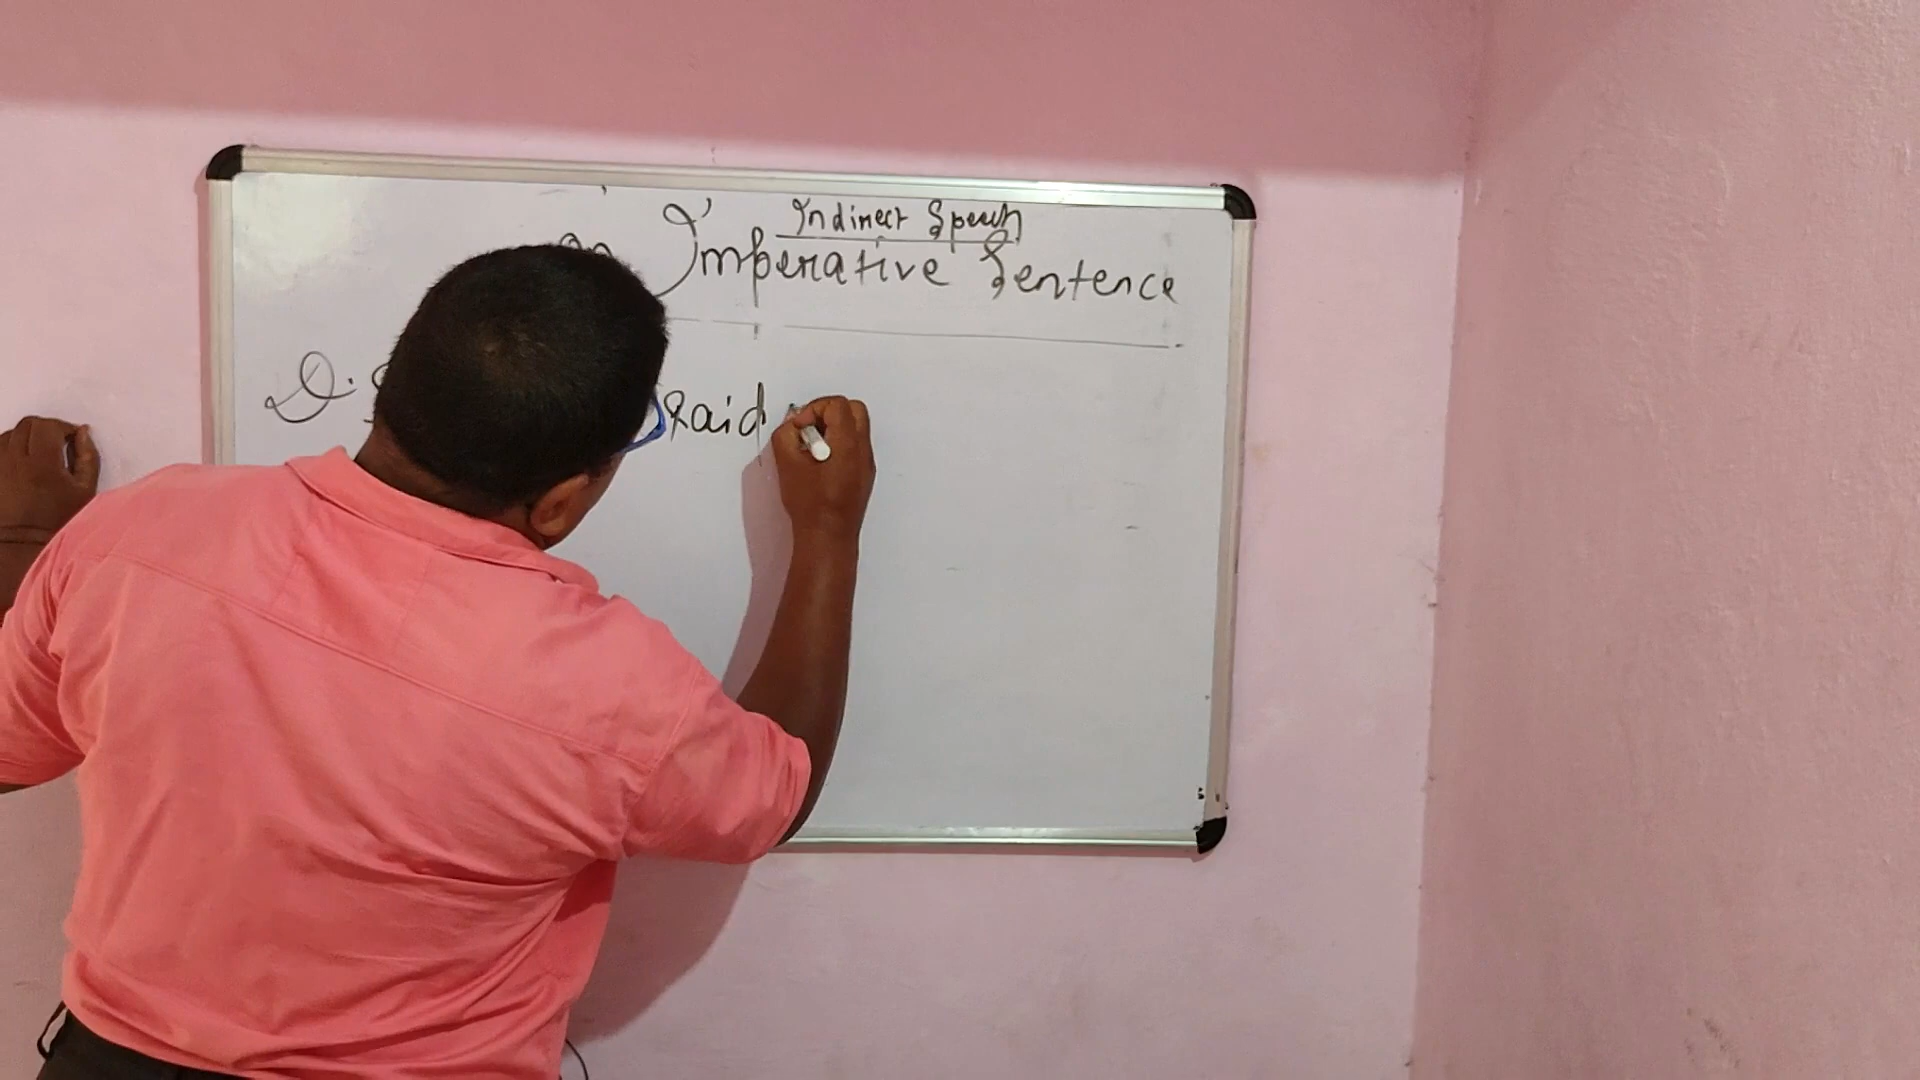 Indirect Speech
Imperative Sentence
D.
said